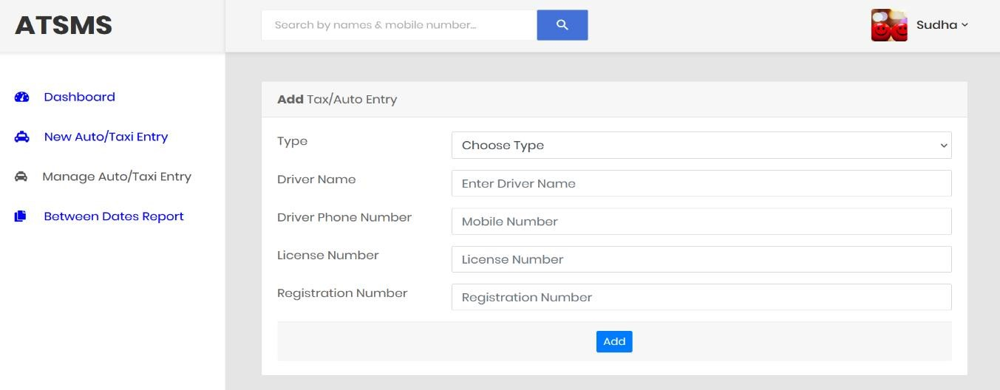 ATSMS
Search by names & mobile number...
Sudha
Dashboard
New Auto/Taxi Entry
Manage Auto/Taxi Entry
Between Dates Report
Add Tax/Auto Entry
Type
Choose Type
Driver Name
Enter Driver Name
Driver Phone Number
Mobile Number
License Number
License Number
Registration Number
Registration Number
Add